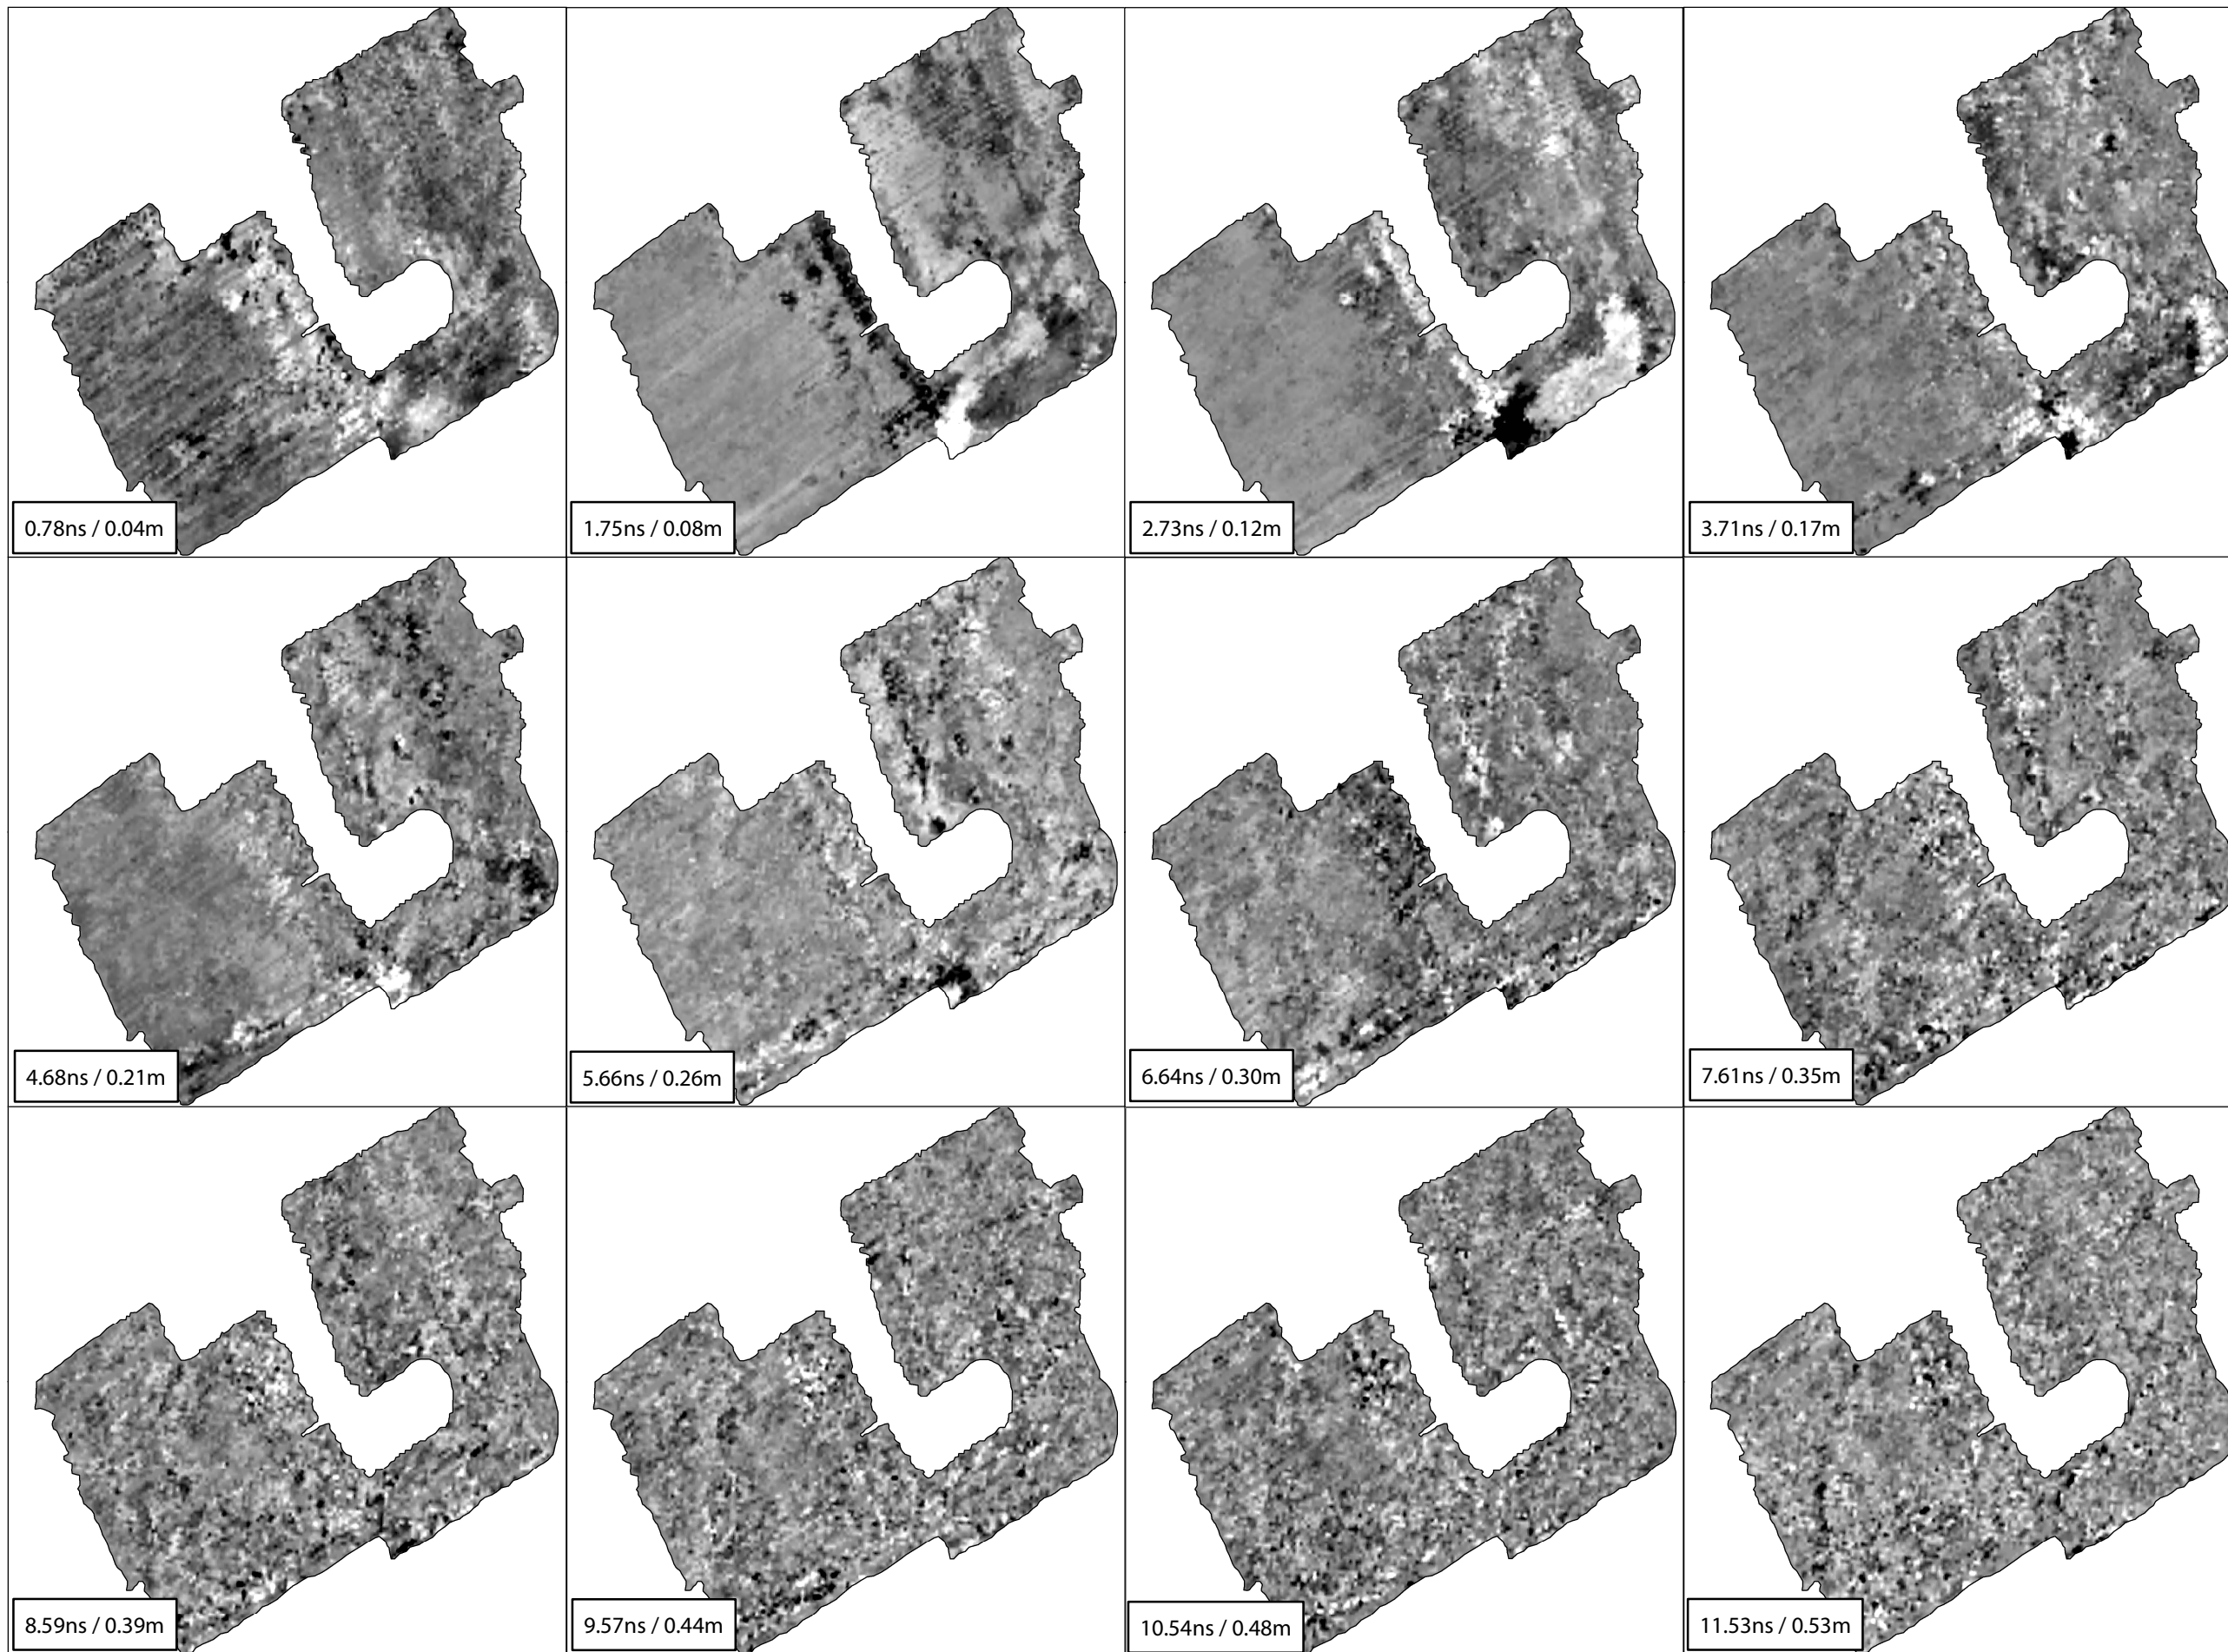 0.78ns / 0.04m
1.75ns / 0.08m
2.73ns / 0.12m
3.71ns / 0.17m
4.68ns / 0.21m
5.66ns / 0.26m
6.64ns / 0.30m
7.61ns / 0.35m
8.59ns / 0.39m
9.57ns / 0.44m
10.54ns / 0.48m
11.53ns / 0.53m